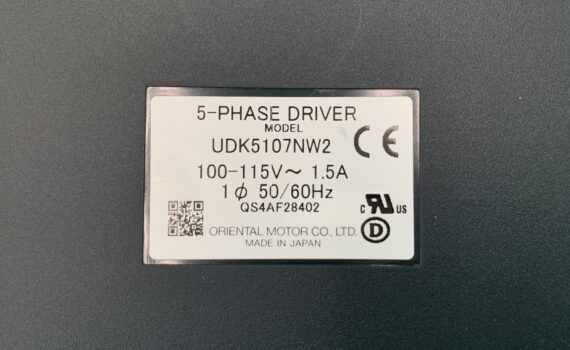 5-PHASE DRIVER
MODEL
UDK5107NW2
CE
100-115V~ 1.5A
1ϕ 50/60Hz
QS4AF28402
c RU US
D
ORIENTAL MOTOR CO., LTD.
MADE IN JAPAN